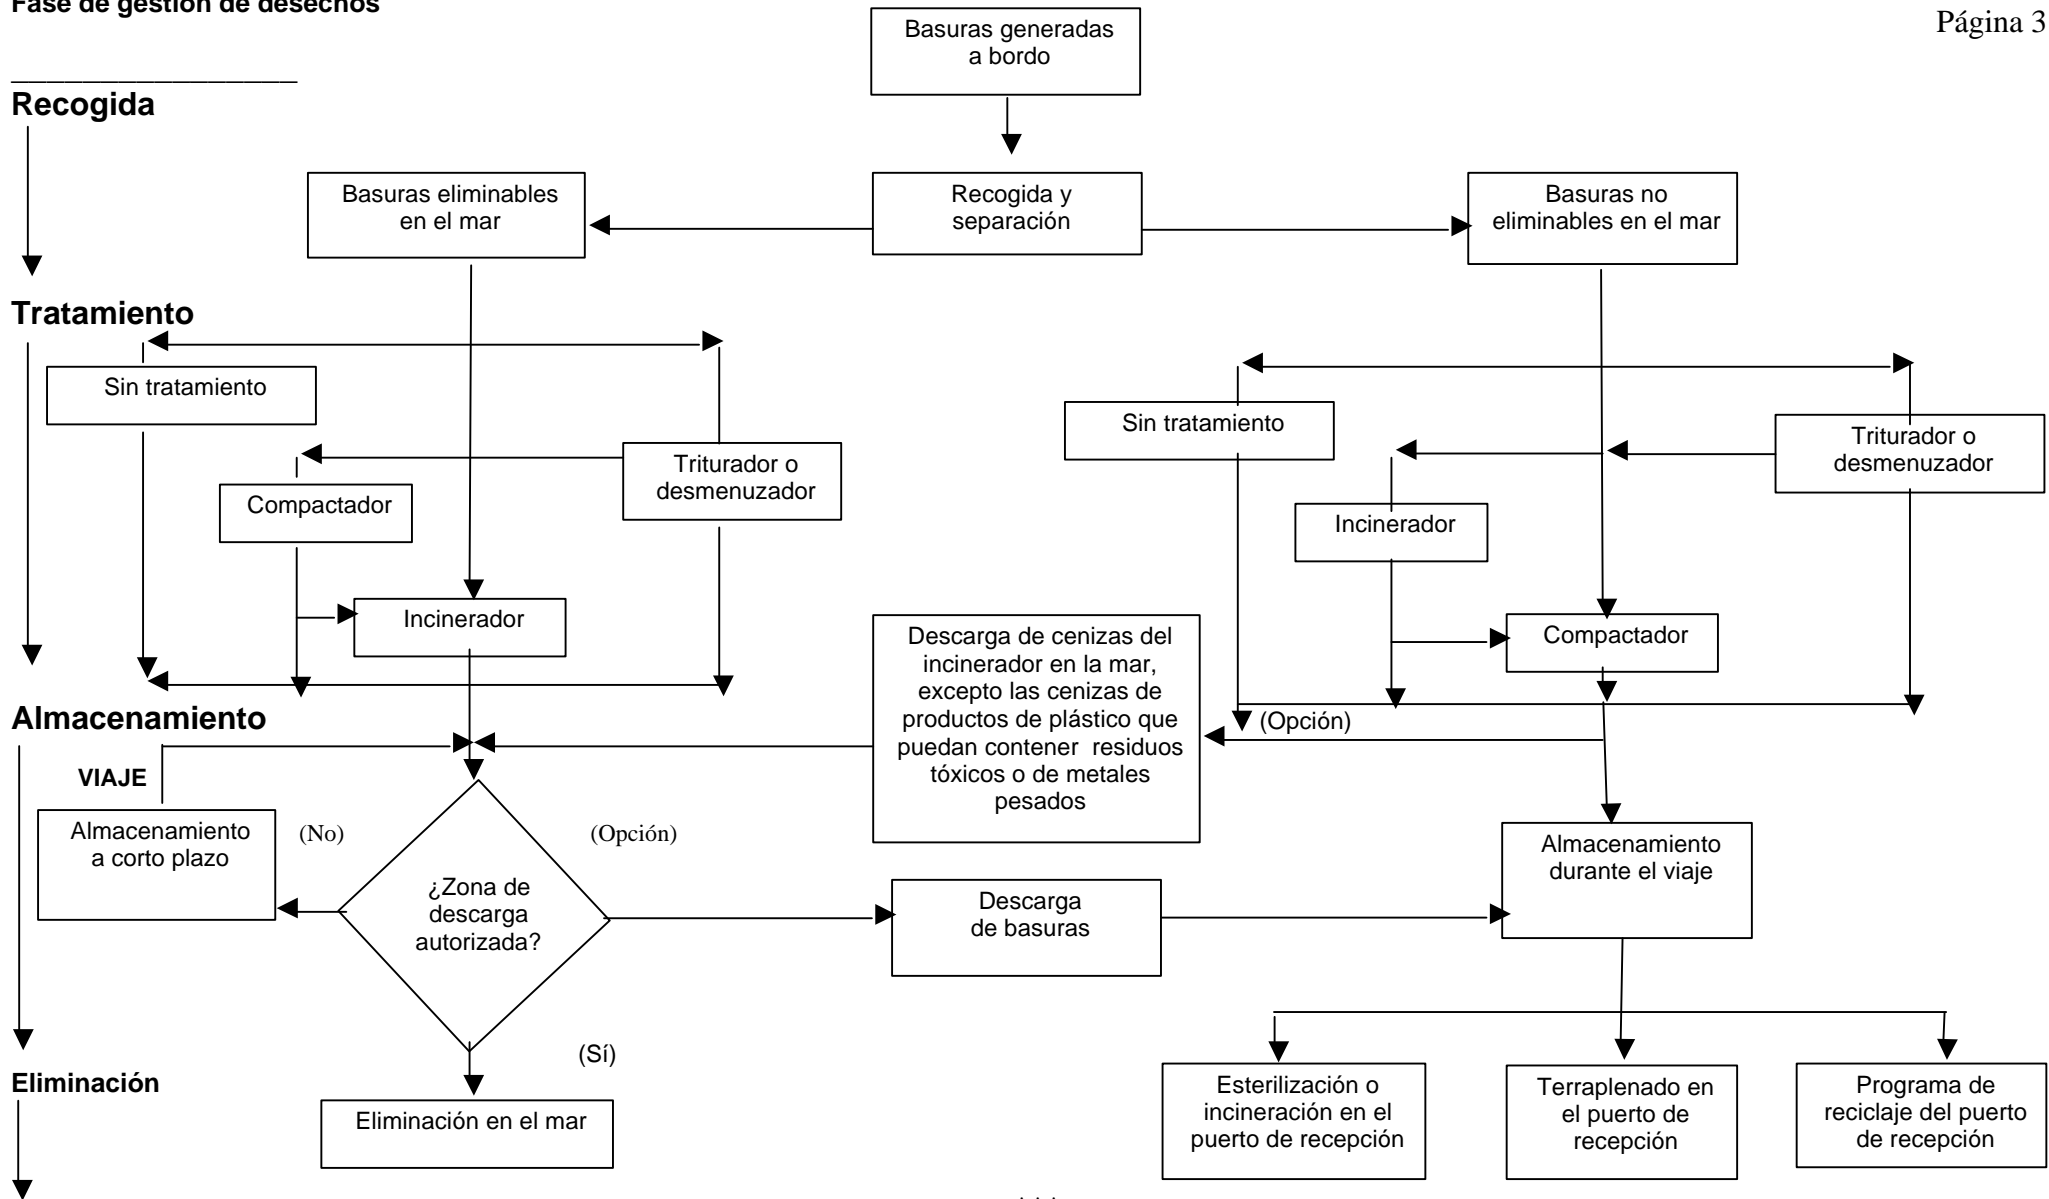 Fase de gestión de desechos
Página 3
Basuras generadas
a bordo
Recogida
Basuras eliminables
en el mar
Recogida y
separación
Basuras no
eliminables en el mar
Tratamiento
Sin tratamiento
Compactador
Triturador o
desmenuzador
Incinerador
Sin tratamiento
Triturador o
desmenuzador
Incinerador
Compactador
Descarga de cenizas del
incinerador en la mar,
excepto las cenizas de
productos de plástico que
puedan contener residuos
tóxicos o de metales
pesados
Almacenamiento
(Opción)
VIAJE
Almacenamiento
a corto plazo
(No)
(Opción)
¿Zona de
descarga
autorizada?
Descarga
de basuras
Almacenamiento
durante el viaje
(Sí)
Eliminación
Eliminación en el mar
Esterilización o
incineración en el
puerto de recepción
Terraplenado en
el puerto de
recepción
Programa de
reciclaje del puerto
de recepción